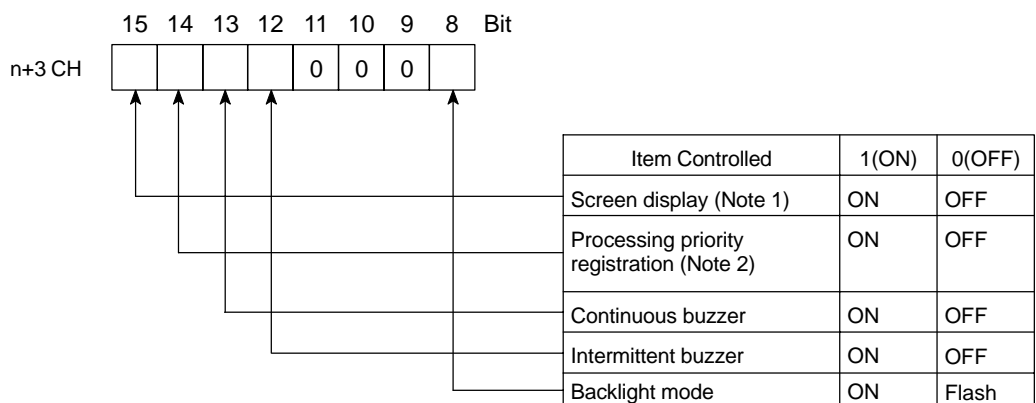 15 14 13 12 11 10 9 8 Bit
n+3 CH 0 0 0
Item Controlled 1(ON) 0(OFF)
Screen display (Note 1) ON OFF
Processing priority ON OFF
registration (Note 2)
Continuous buzzer ON OFF
Intermittent buzzer ON OFF
Backlight mode ON Flash